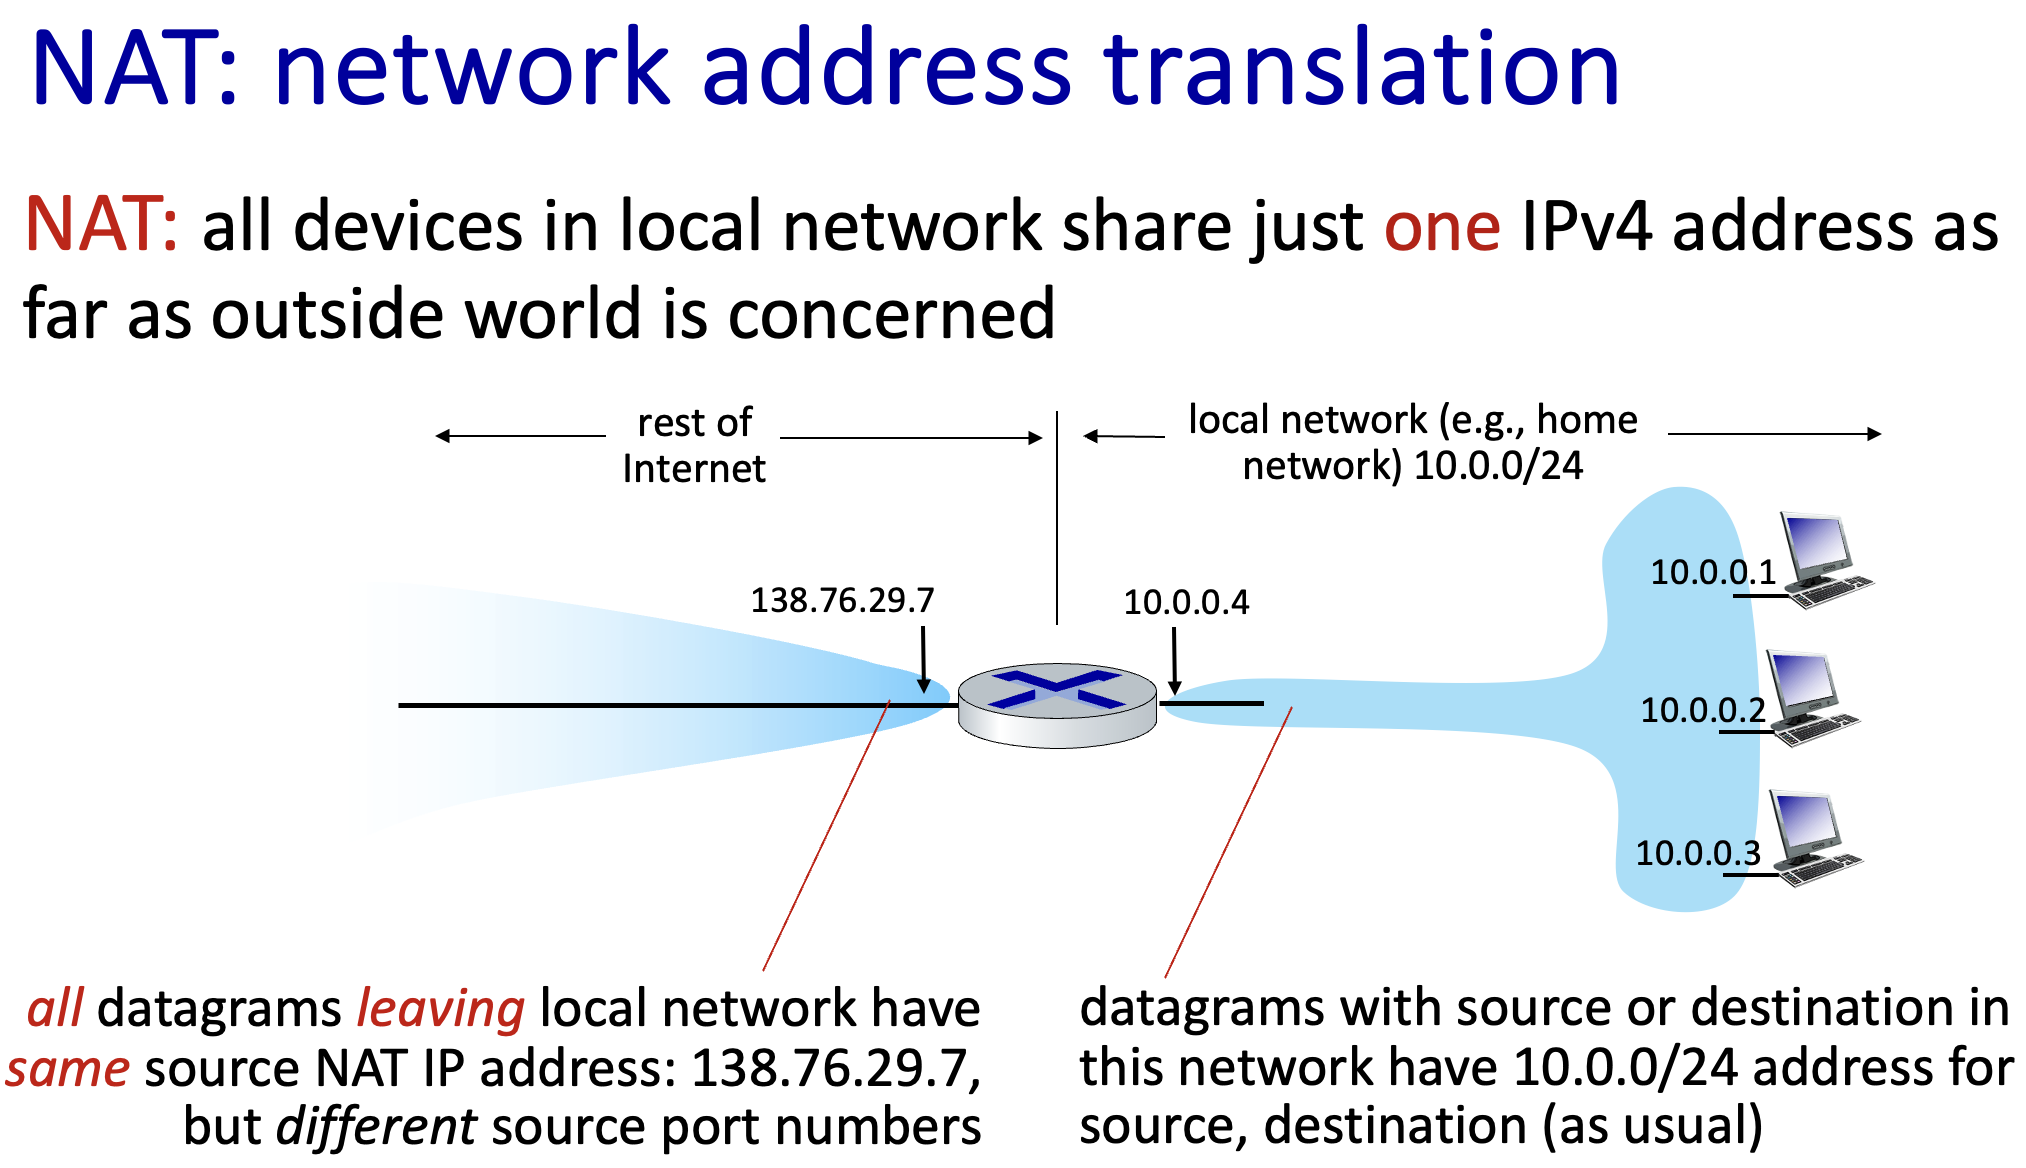 NAT: network address translation
NAT: all devices in local network share just one IPv4 address as
far as outside world is concerned
rest of
Internet
local network (e.g., home
network) 10.0.0/24
138.76.29.7
10.0.0.4
10.0.0.1
10.0.0.2
10.0.0.3
all datagrams leaving local network have
same source NAT IP address: 138.76.29.7,
but different source port numbers
datagrams with source or destination in
this network have 10.0.0/24 address for
source, destination (as usual)